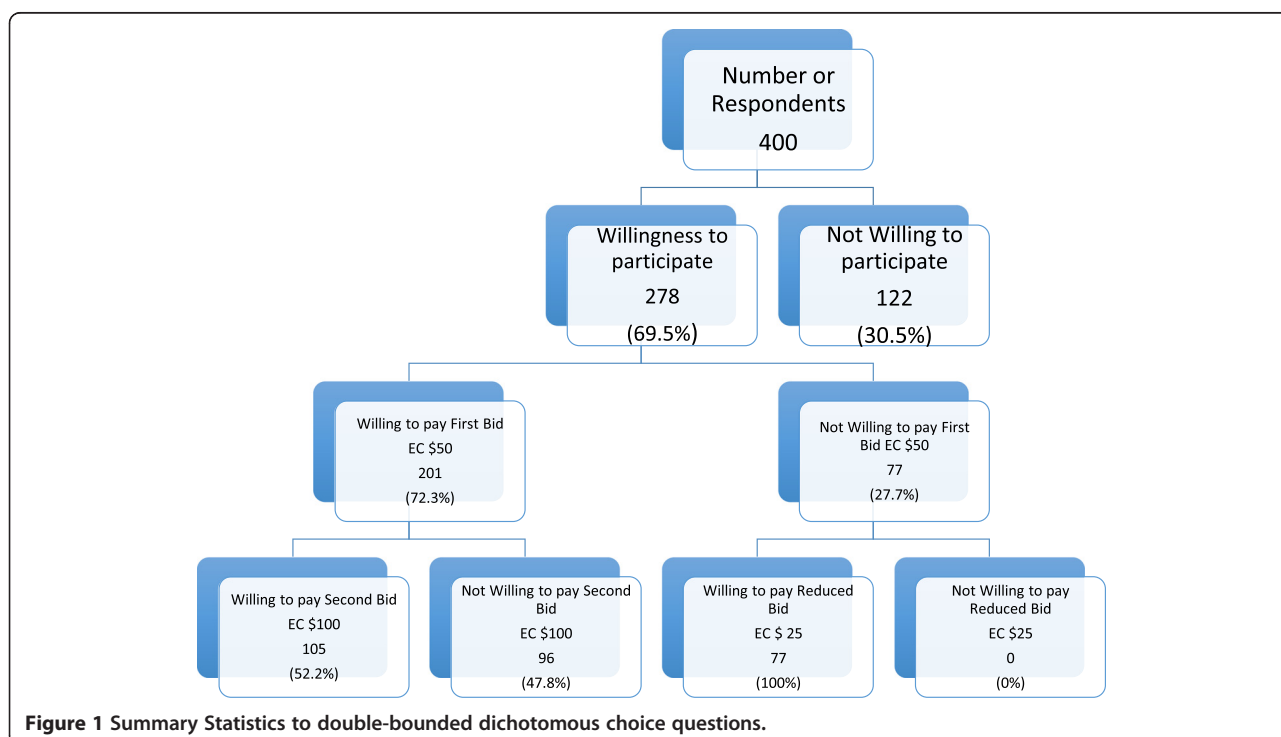 Number or
Respondents
400
Willingness to
participate
278
(69.5%)
Not Willing to
participate
122
(30.5%)
Willing to pay First Bid
EC $50
201
(72.3%)
Not Willing to pay First
Bid EC $50
77
(27.7%)
Willing to pay Second Bid
EC $100
105
(52.2%)
Not Willing to pay Second
Bid
EC $100
96
(47.8%)
Willing to pay Reduced
Bid
EC $ 25
77
(100%)
Not Willing to pay
Reduced Bid
EC $25
0
(0%)
Figure 1 Summary Statistics to double-bounded dichotomous choice questions.